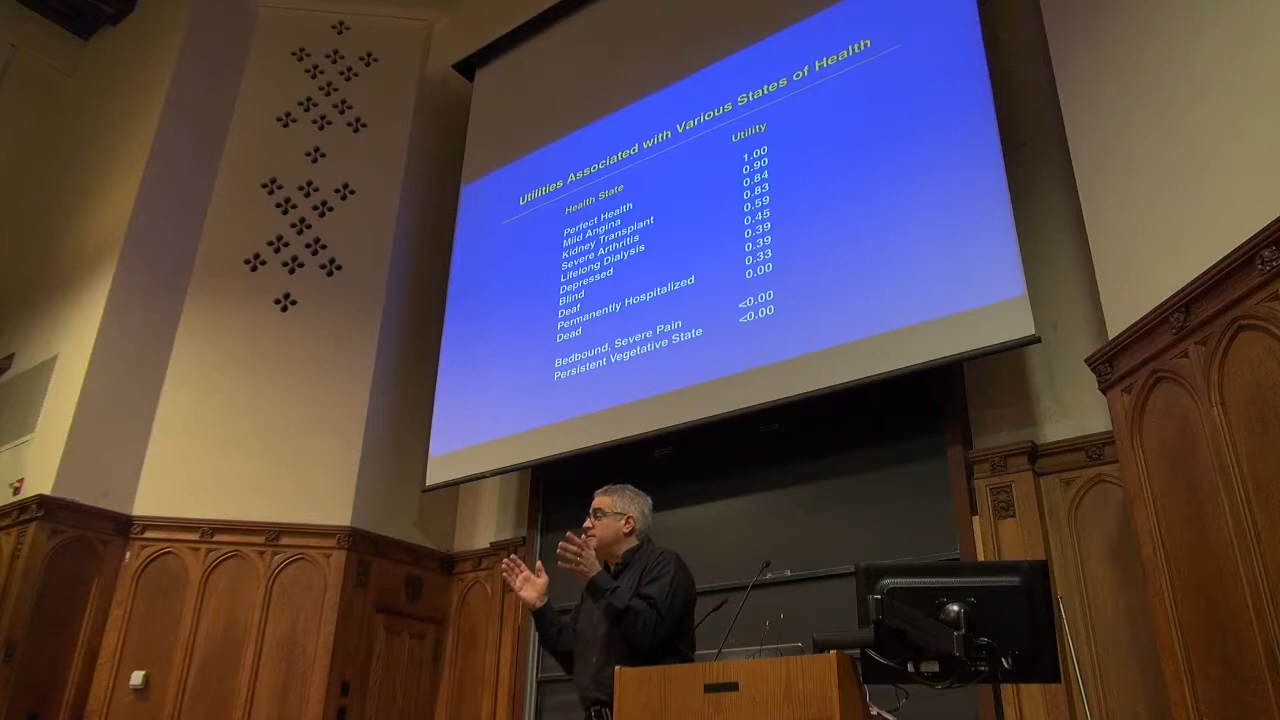 Utilities Associated with Various States of Health
Health State Utility
Perfect Health 1.00
Mild Angina 0.90
Kidney Transplant 0.84
Severe Arthritis 0.83
Lifelong Dialysis 0.59
Depressed 0.45
Blind 0.39
Deaf 0.39
Permanently Hospitalized 0.33
Dead 0.00
Bedbound, Severe Pain <0.00
Persistent Vegetative State <0.00